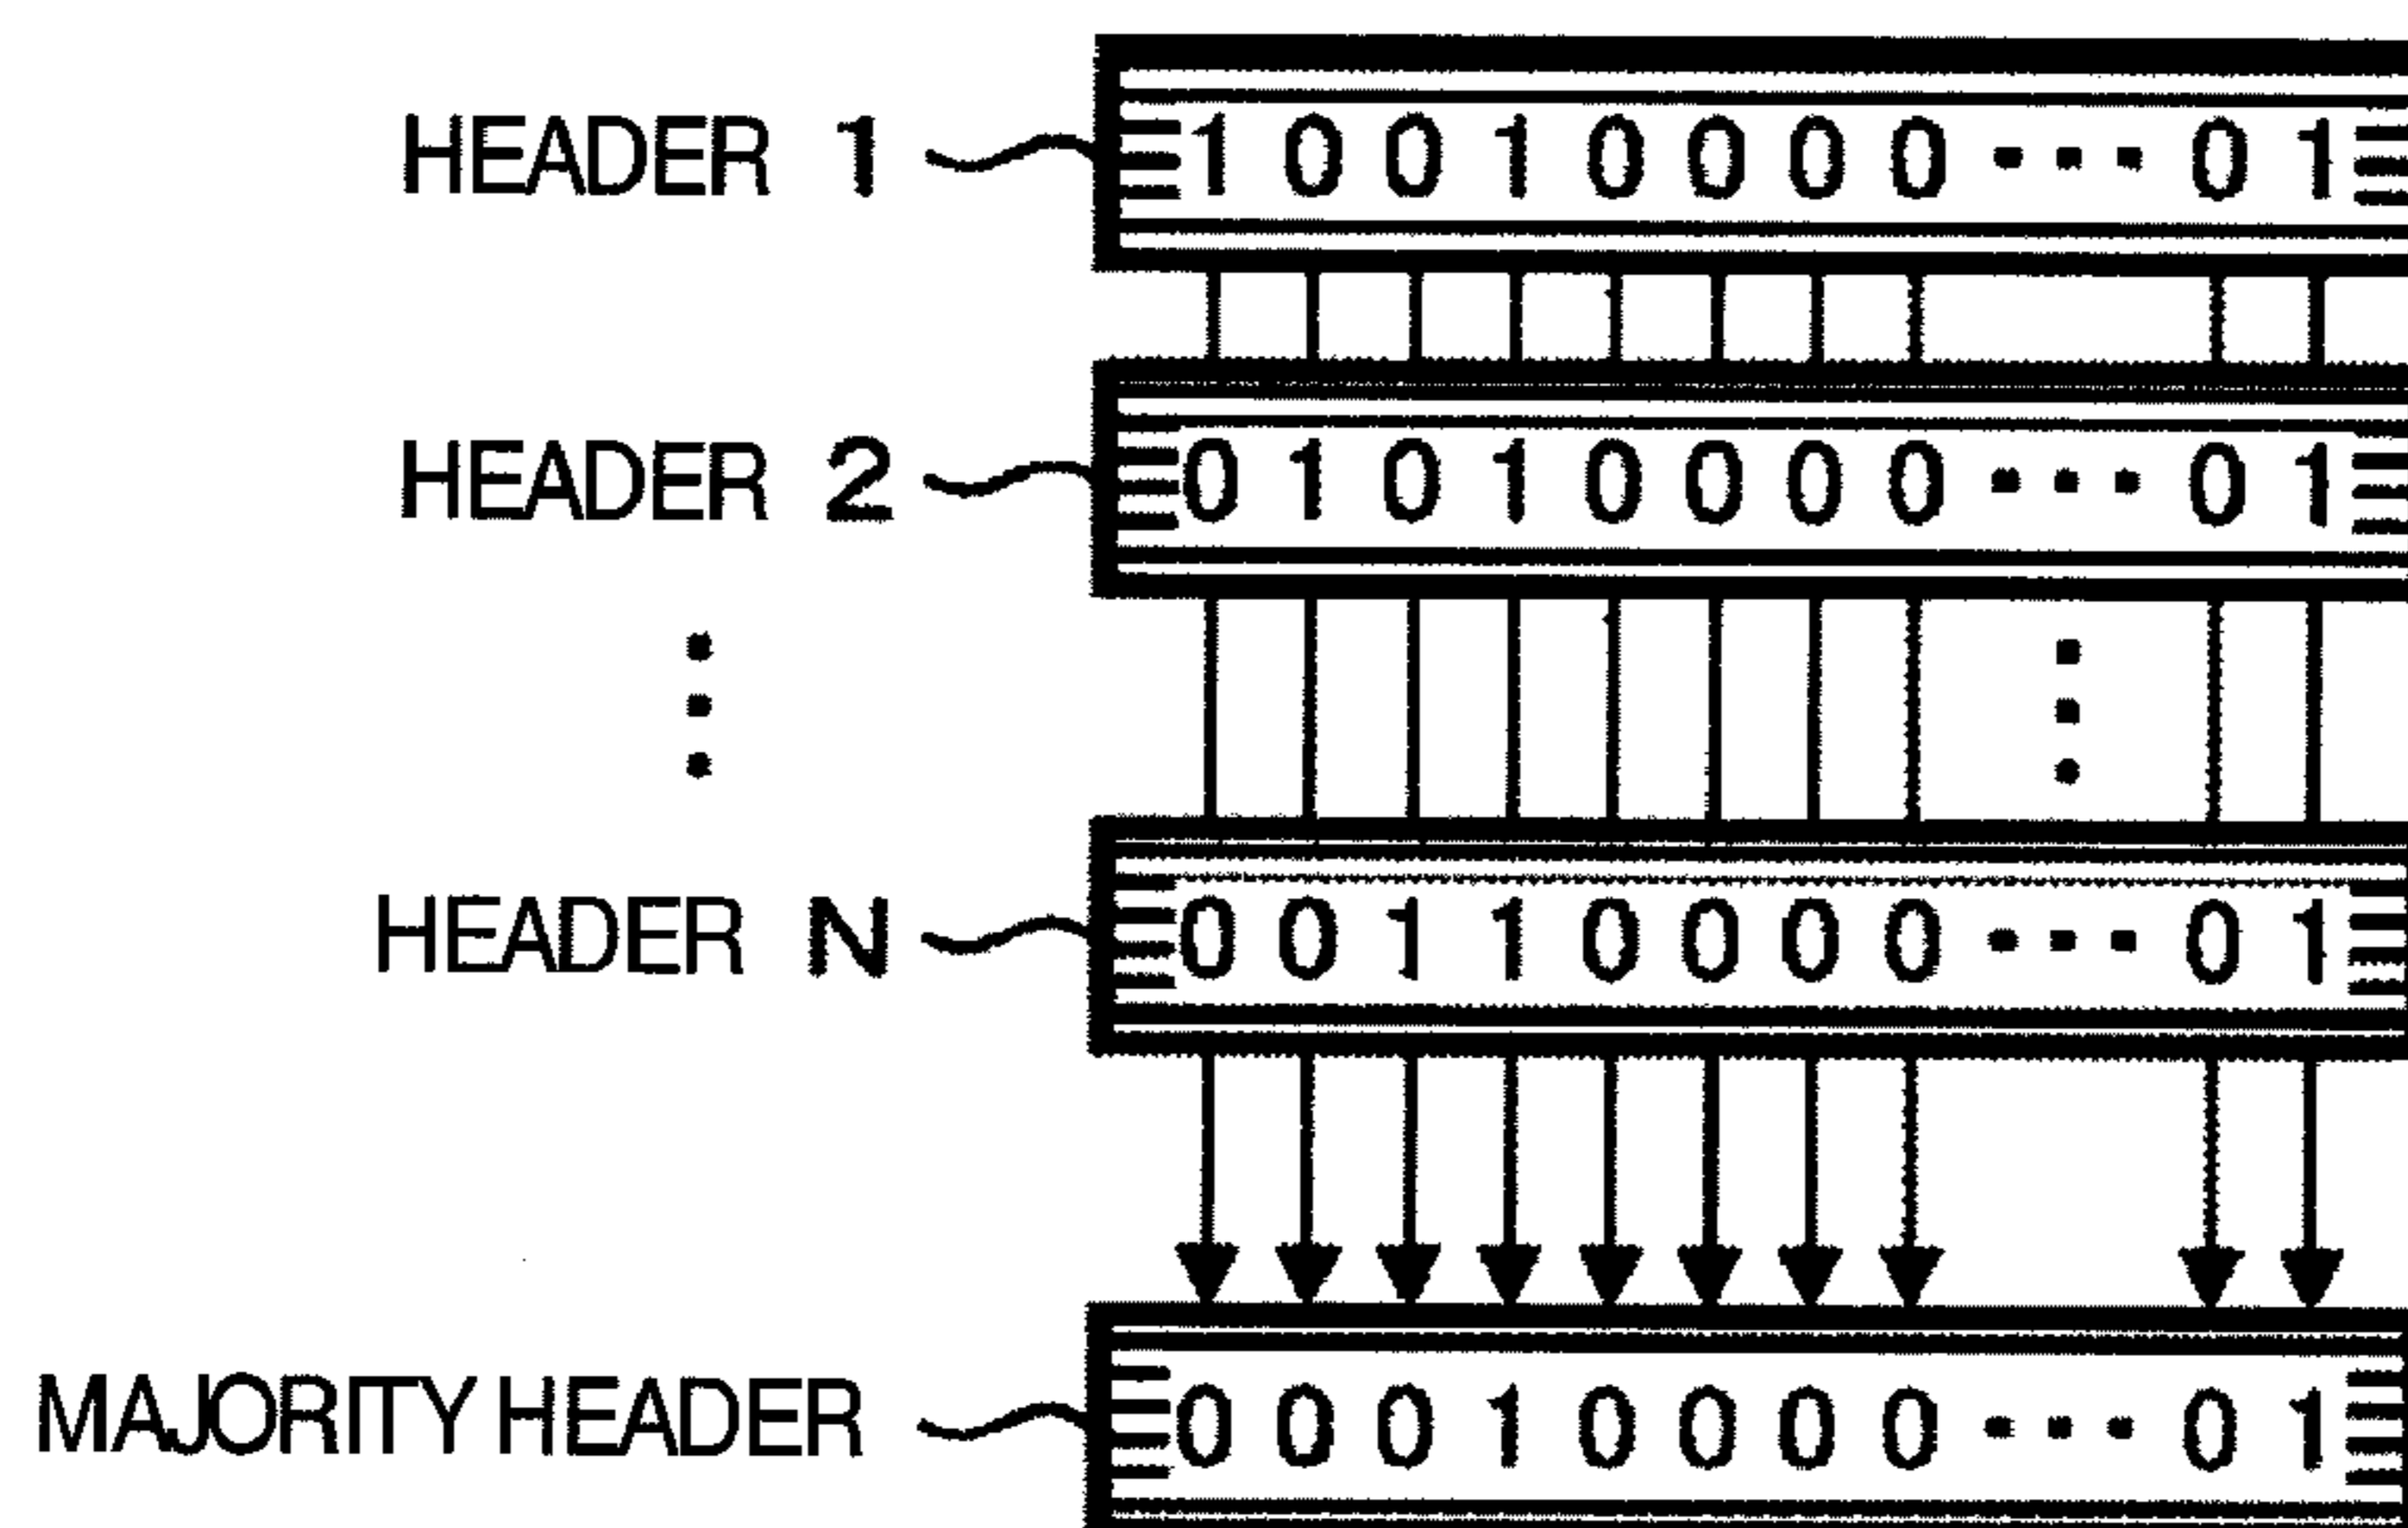 HEADER 1 1 0 0 1 0 0 0 0 ... 0 1
HEADER 2 0 1 0 1 0 0 0 0 ... 0 1
HEADER N 0 0 1 1 0 0 0 0 ... 0 1
MAJORITY HEADER 0 0 0 1 0 0 0 0 ... 0 1